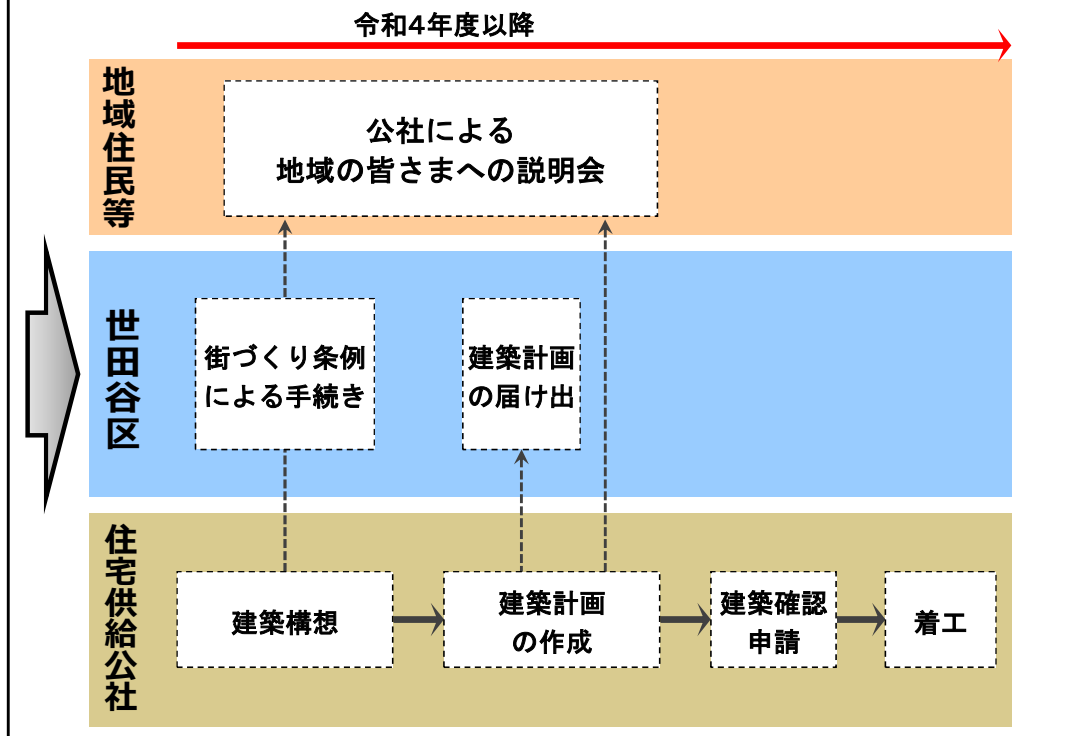 令和4年度以降
地域住民等
公社による
地域の皆さまへの説明会
世田谷区
街づくり条例
による手続き
建築計画
の届け出
住宅供給公社
建築構想
建築計画
の作成
建築確認
申請
着工